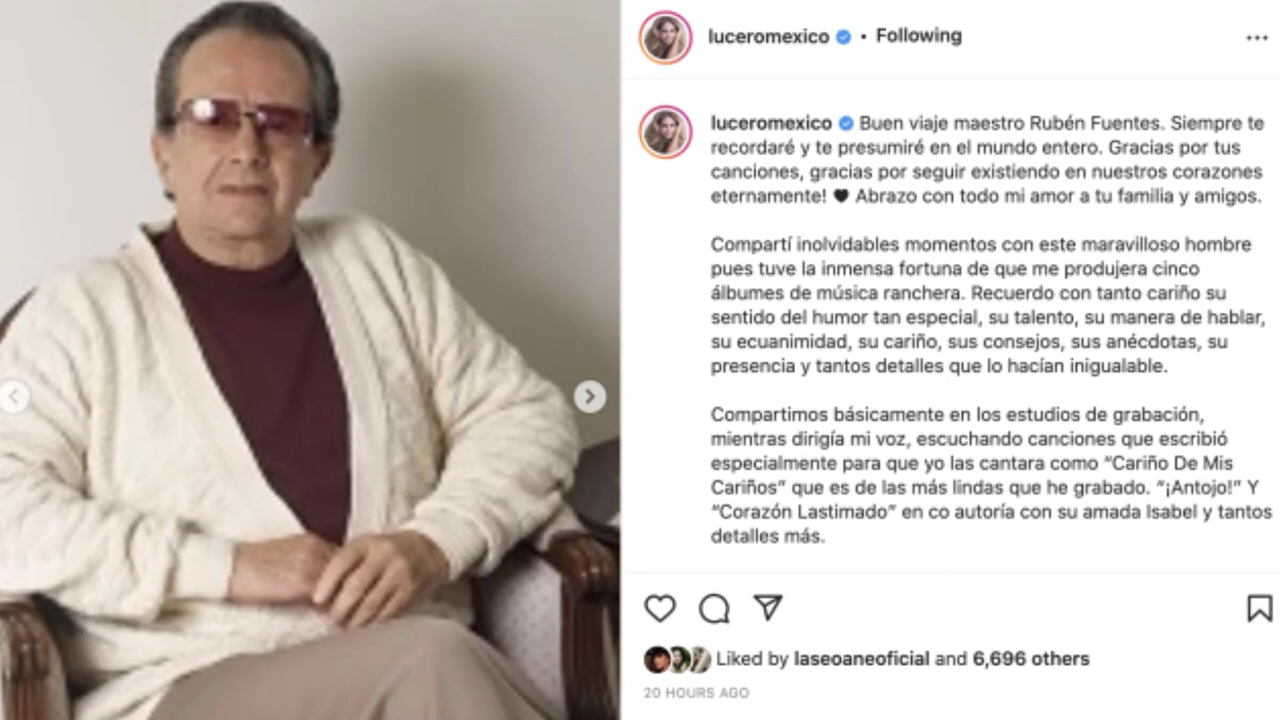 luceromexico • Following
luceromexico Buen viaje maestro Rubén Fuentes. Siempre te
recordaré y te presumiré en el mundo entero. Gracias por tus
canciones, gracias por seguir existiendo en nuestros corazones
eternamente! 🖤 Abrazo con todo mi amor a tu familia y amigos.
Compartí inolvidables momentos con este maravilloso hombre
pues tuve la inmensa fortuna de que me produjera cinco
álbumes de música ranchera. Recuerdo con tanto cariño su
sentido del humor tan especial, su talento, su manera de hablar,
su ecuanimidad, su cariño, sus consejos, sus anécdotas, su
presencia y tantos detalles que lo hacían inigualable.
Compartimos básicamente en los estudios de grabación,
mientras dirigía mi voz, escuchando canciones que escribió
especialmente para que yo las cantara como “Cariño De Mis
Cariños” que es de las más lindas que he grabado. “¡Antojo!” Y
“Corazón Lastimado” en co autoría con su amada Isabel y tantos
detalles más.
Liked by laseoaneoficial and 6,696 others
20 HOURS AGO